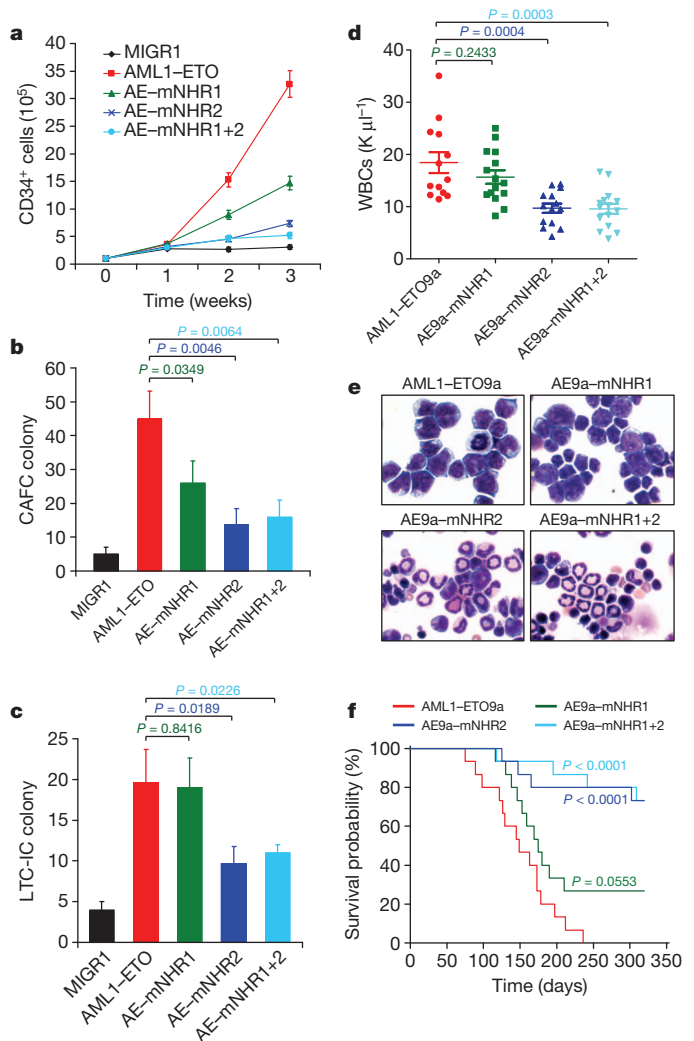 a
MIGR1
AML1–ETO
AE–mNHR1
AE–mNHR2
AE–mNHR1+2
CD34+ cells (10⁵)
40
35
30
25
20
15
10
5
0
0 1 2 3
Time (weeks)
b
P = 0.0064
P = 0.0046
P = 0.0349
CAFC colony
60
50
40
30
20
10
0
MIGR1
AML1–ETO
AE–mNHR1
AE–mNHR2
AE–mNHR1+2
c
P = 0.0226
P = 0.0189
P = 0.8416
LTC-IC colony
25
20
15
10
5
0
MIGR1
AML1–ETO
AE–mNHR1
AE–mNHR2
AE–mNHR1+2
d
P = 0.0003
P = 0.0004
P = 0.2433
WBCs (K μl⁻¹)
40
30
20
10
0
AML1–ETO9a
AE9a–mNHR1
AE9a–mNHR2
AE9a–mNHR1+2
e
AML1–ETO9a AE9a–mNHR1
AE9a–mNHR2 AE9a–mNHR1+2
f
AML1–ETO9a AE9a–mNHR1
AE9a–mNHR2 AE9a–mNHR1+2
Survival probability (%)
100
80
60
40
20
0
P < 0.0001
P < 0.0001
P = 0.0553
0 50 100 150 200 250 300 350
Time (days)